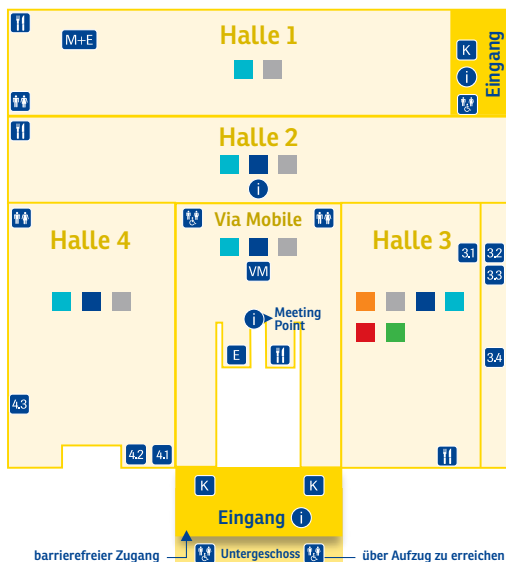 Halle 1
M+E
K
i
Eingang
Halle 2
i
Via Mobile
VM
Halle 4
Halle 3
3.1
3.2
3.3
i
Meeting
Point
E
3.4
4.3
4.2
4.1
K
K
Eingang i
barrierefreier Zugang
Untergeschoss
über Aufzug zu erreichen